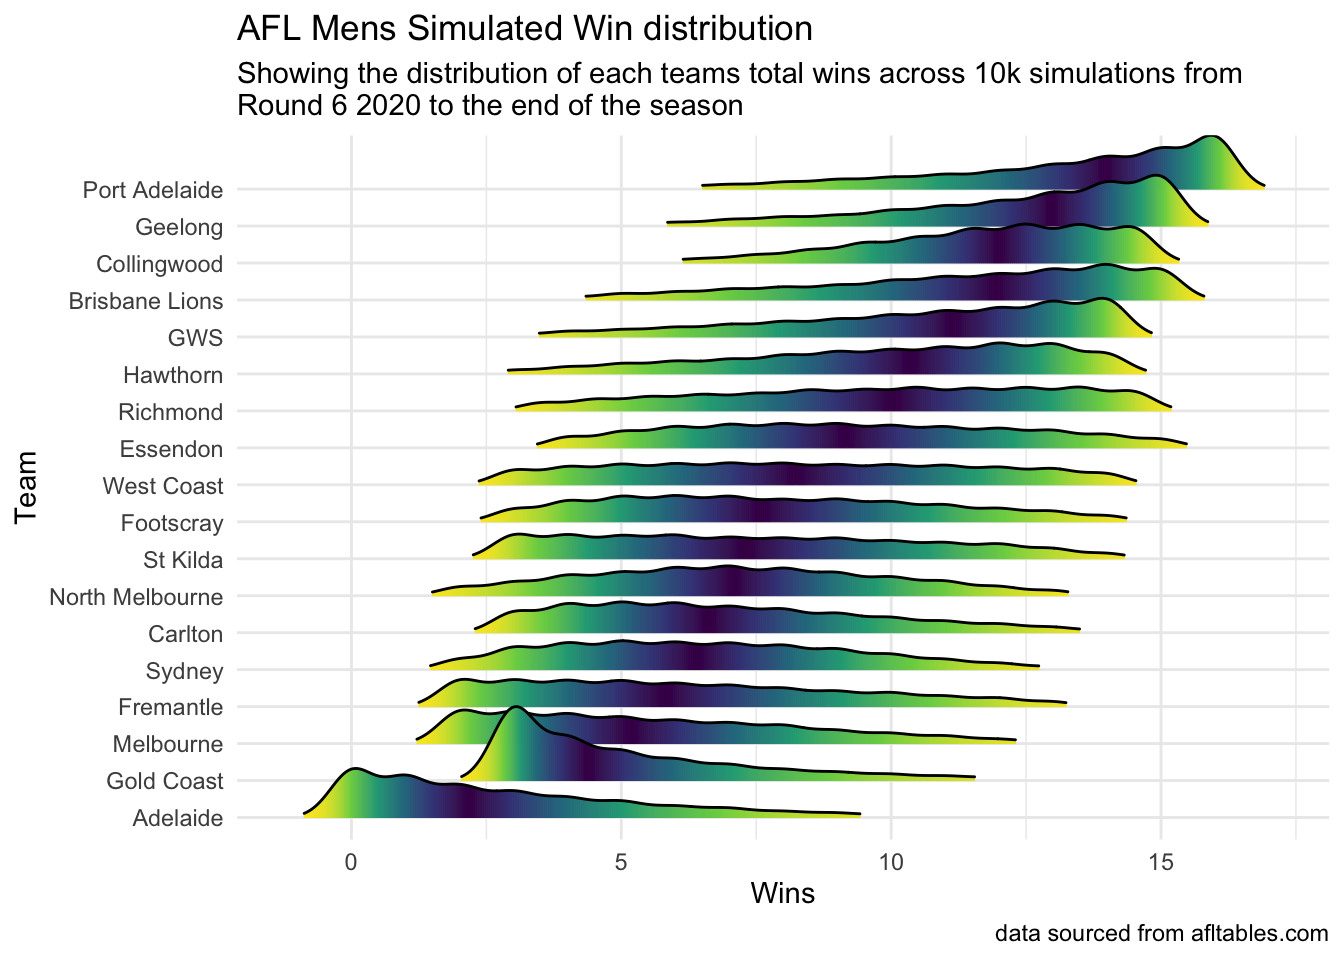 AFL Mens Simulated Win distribution
Showing the distribution of each teams total wins across 10k simulations from
Round 6 2020 to the end of the season
Team
Port Adelaide
Geelong
Collingwood
Brisbane Lions
GWS
Hawthorn
Richmond
Essendon
West Coast
Footscray
St Kilda
North Melbourne
Carlton
Sydney
Fremantle
Melbourne
Gold Coast
Adelaide
0 5 10 15
Wins
data sourced from afltables.com